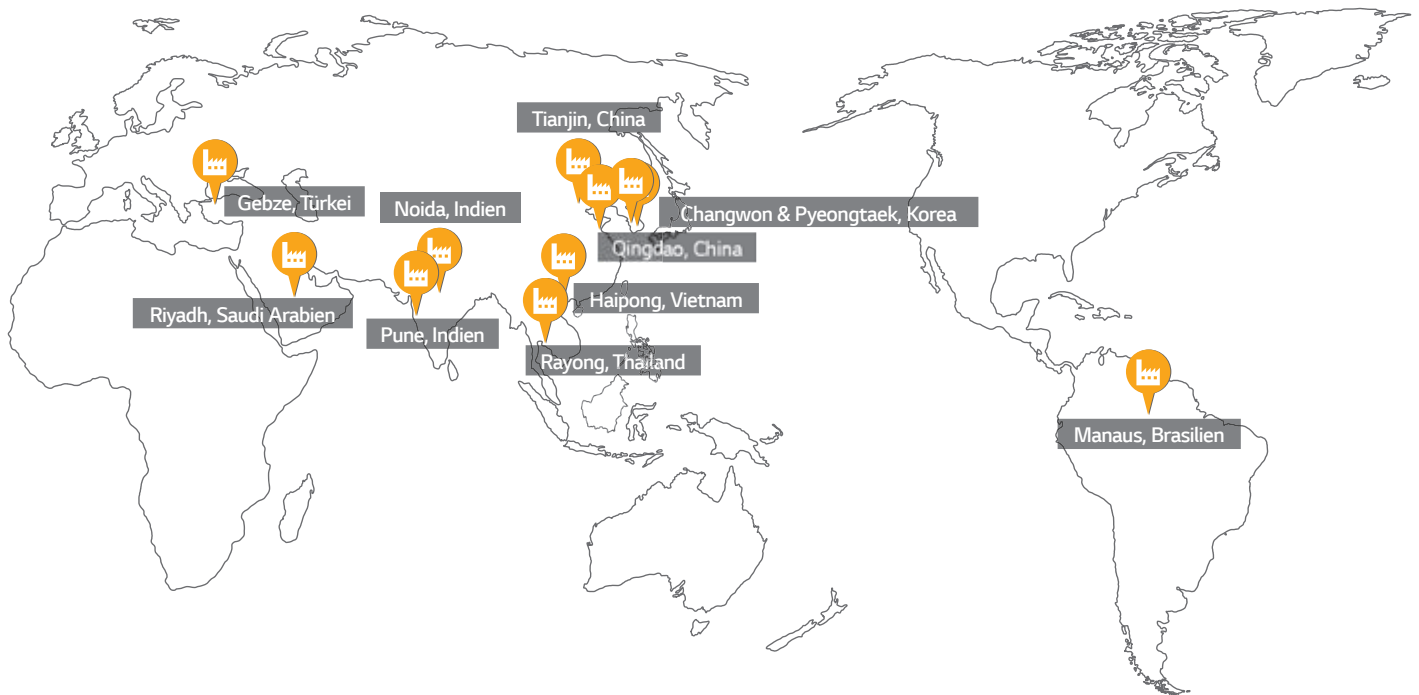 Tianjin, China
Gebze, Türkei
Noida, Indien
Changwon & Pyeongtaek, Korea
Qingdao, China
Haipong, Vietnam
Riyadh, Saudi Arabien
Pune, Indien
Rayong, Thailand
Manaus, Brasilien